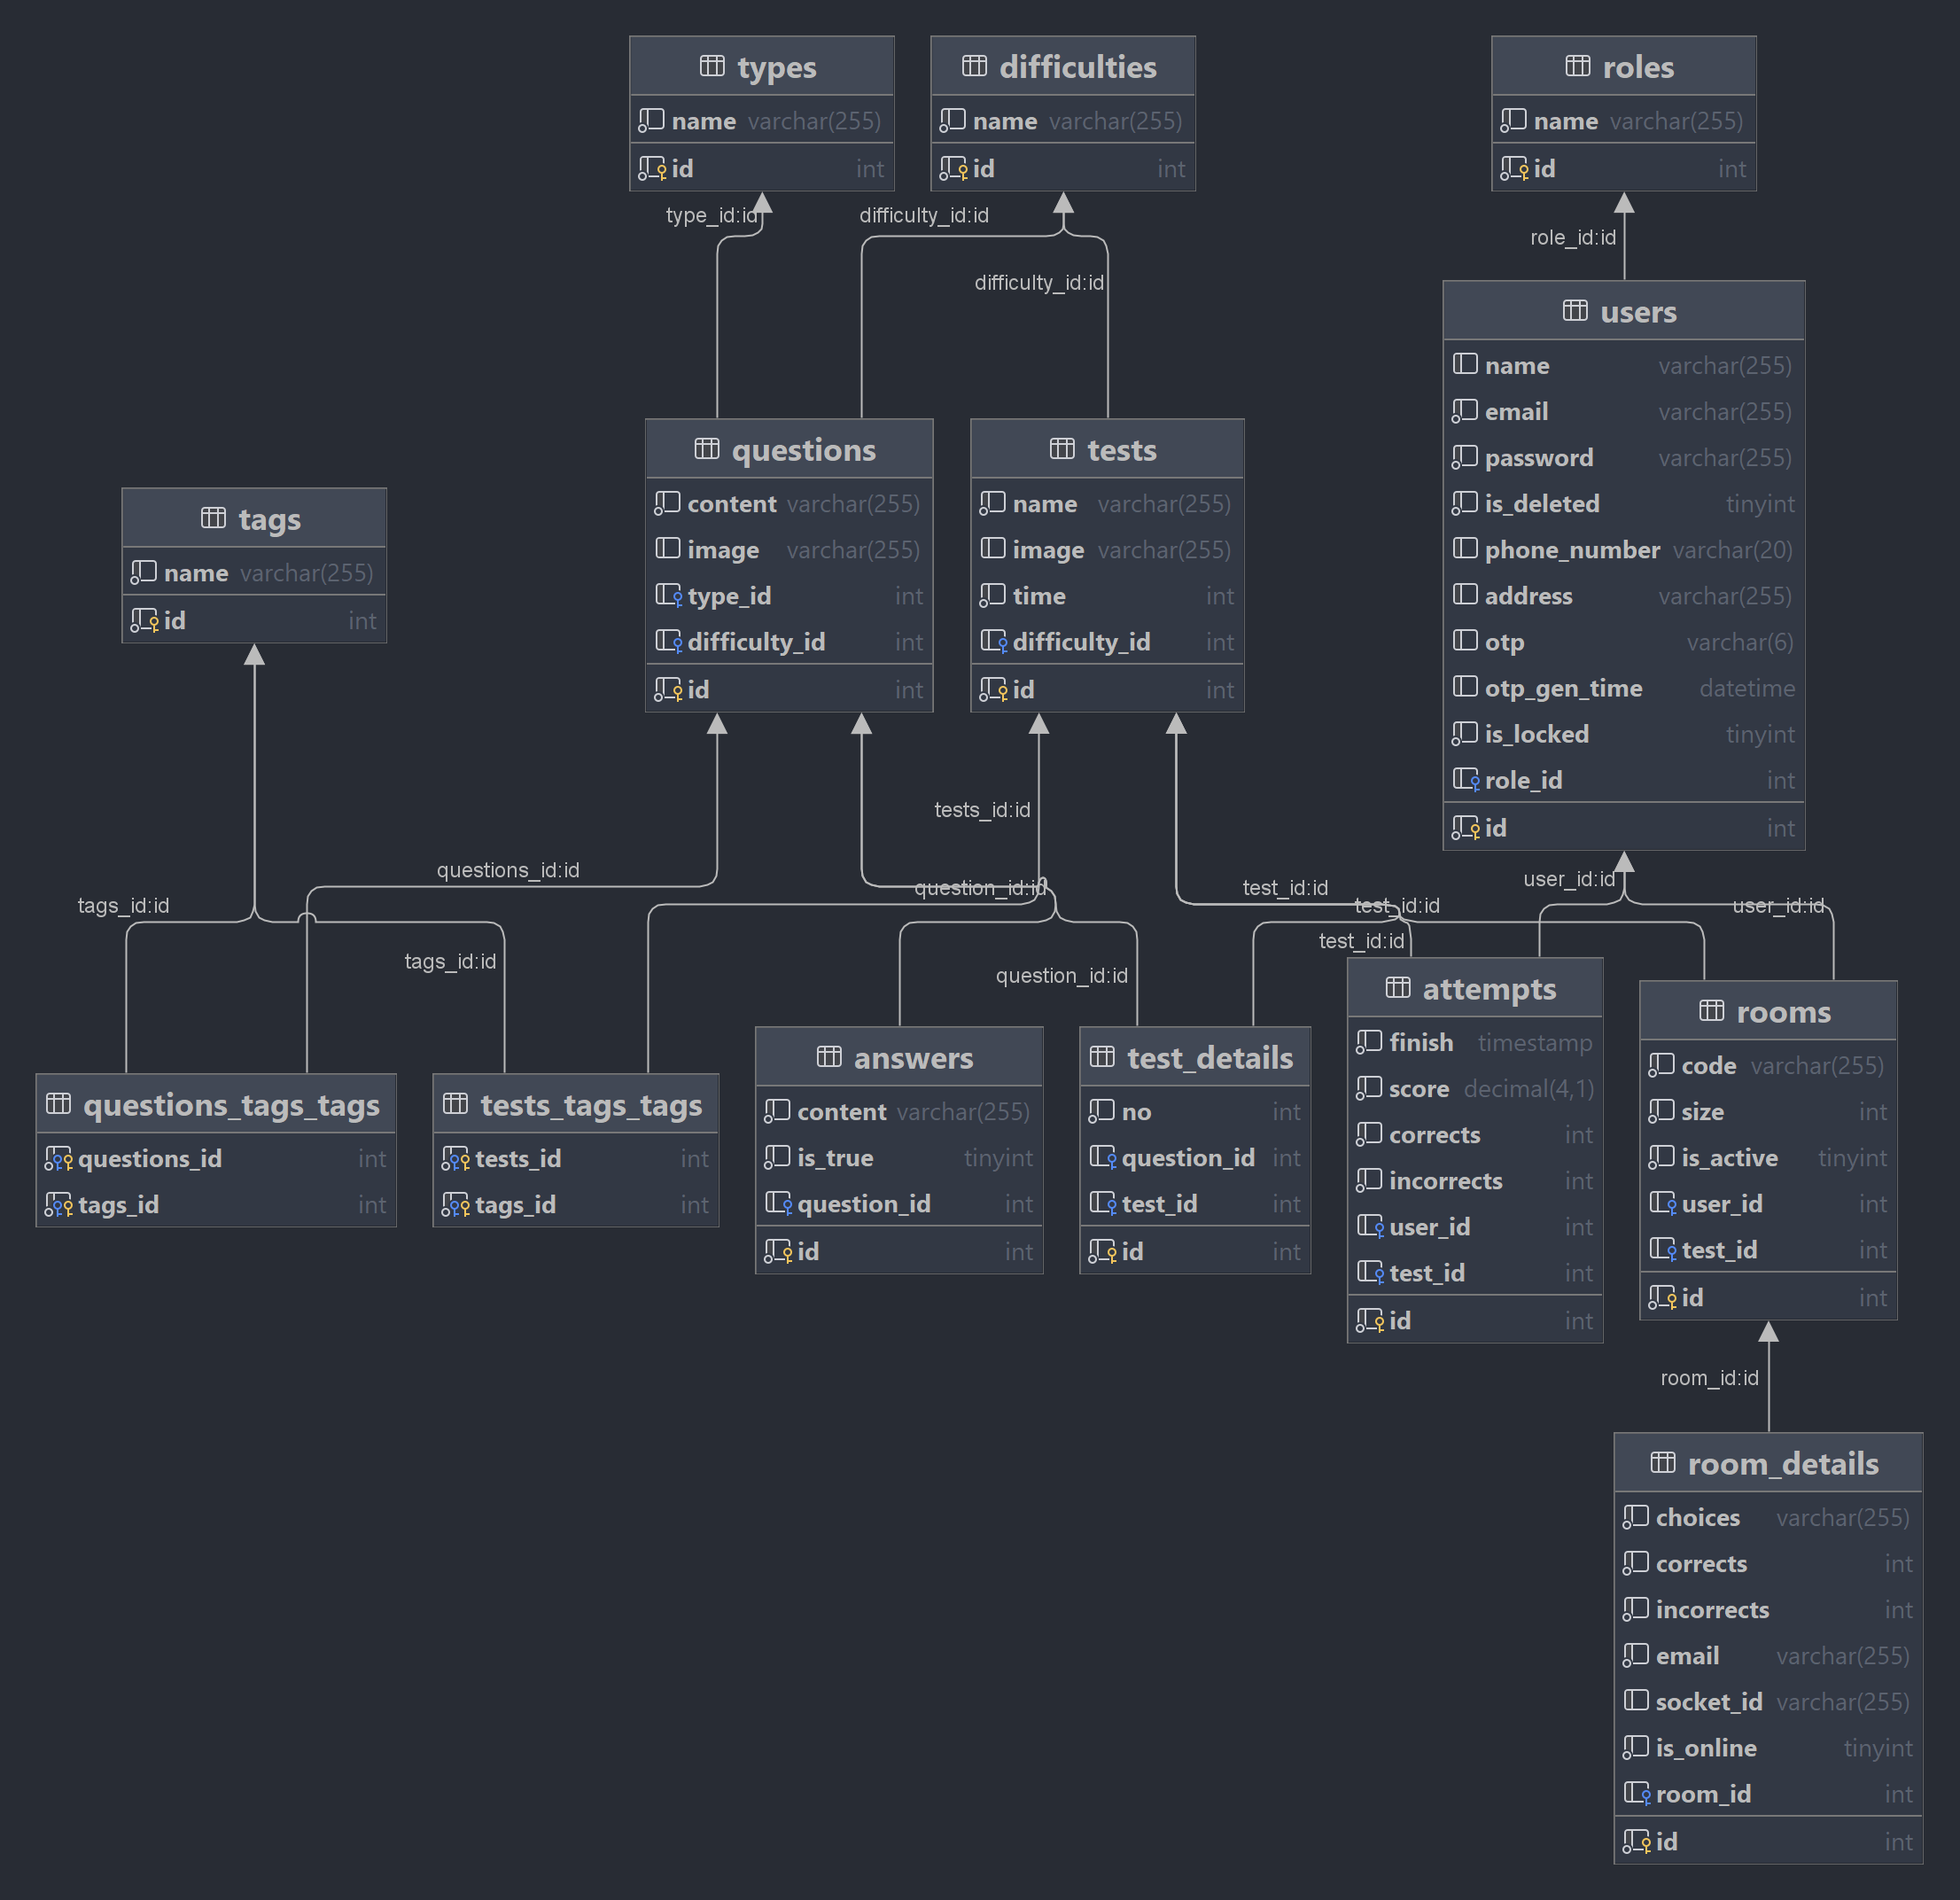 types
name varchar(255)
id int
difficulties
name varchar(255)
id int
roles
name varchar(255)
id int
type_id:id
difficulty_id:id
difficulty_id:id
role_id:id
users
name varchar(255)
email varchar(255)
password varchar(255)
is_deleted tinyint
phone_number varchar(20)
address varchar(255)
otp varchar(6)
otp_gen_time datetime
is_locked tinyint
role_id int
id int
questions
content varchar(255)
image varchar(255)
type_id int
difficulty_id int
id int
tests
name varchar(255)
image varchar(255)
time int
difficulty_id int
id int
tags
name varchar(255)
id int
tests_id:id
questions_id:id
question_id:id
test_id:id
user_id:id
tags_id:id
test_id:id
user_id:id
test_id:id
tags_id:id
question_id:id
questions_tags_tags
questions_id int
tags_id int
tests_tags_tags
tests_id int
tags_id int
answers
content varchar(255)
is_true tinyint
question_id int
id int
test_details
no int
question_id int
test_id int
id int
attempts
finish timestamp
score decimal(4,1)
corrects int
incorrects int
user_id int
test_id int
id int
rooms
code varchar(255)
size int
is_active tinyint
user_id int
test_id int
id int
room_id:id
room_details
choices varchar(255)
corrects int
incorrects int
email varchar(255)
socket_id varchar(255)
is_online tinyint
room_id int
id int